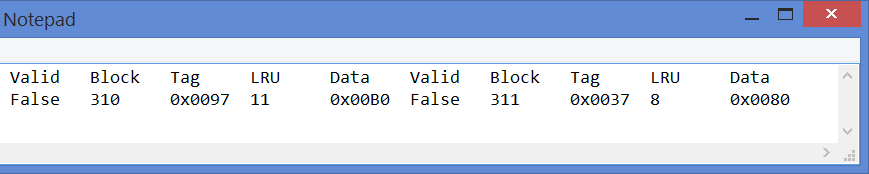 Notepad
Valid Block Tag LRU Data Valid Block Tag LRU Data
False 310 0x0097 11 0x00B0 False 311 0x0037 8 0x0080